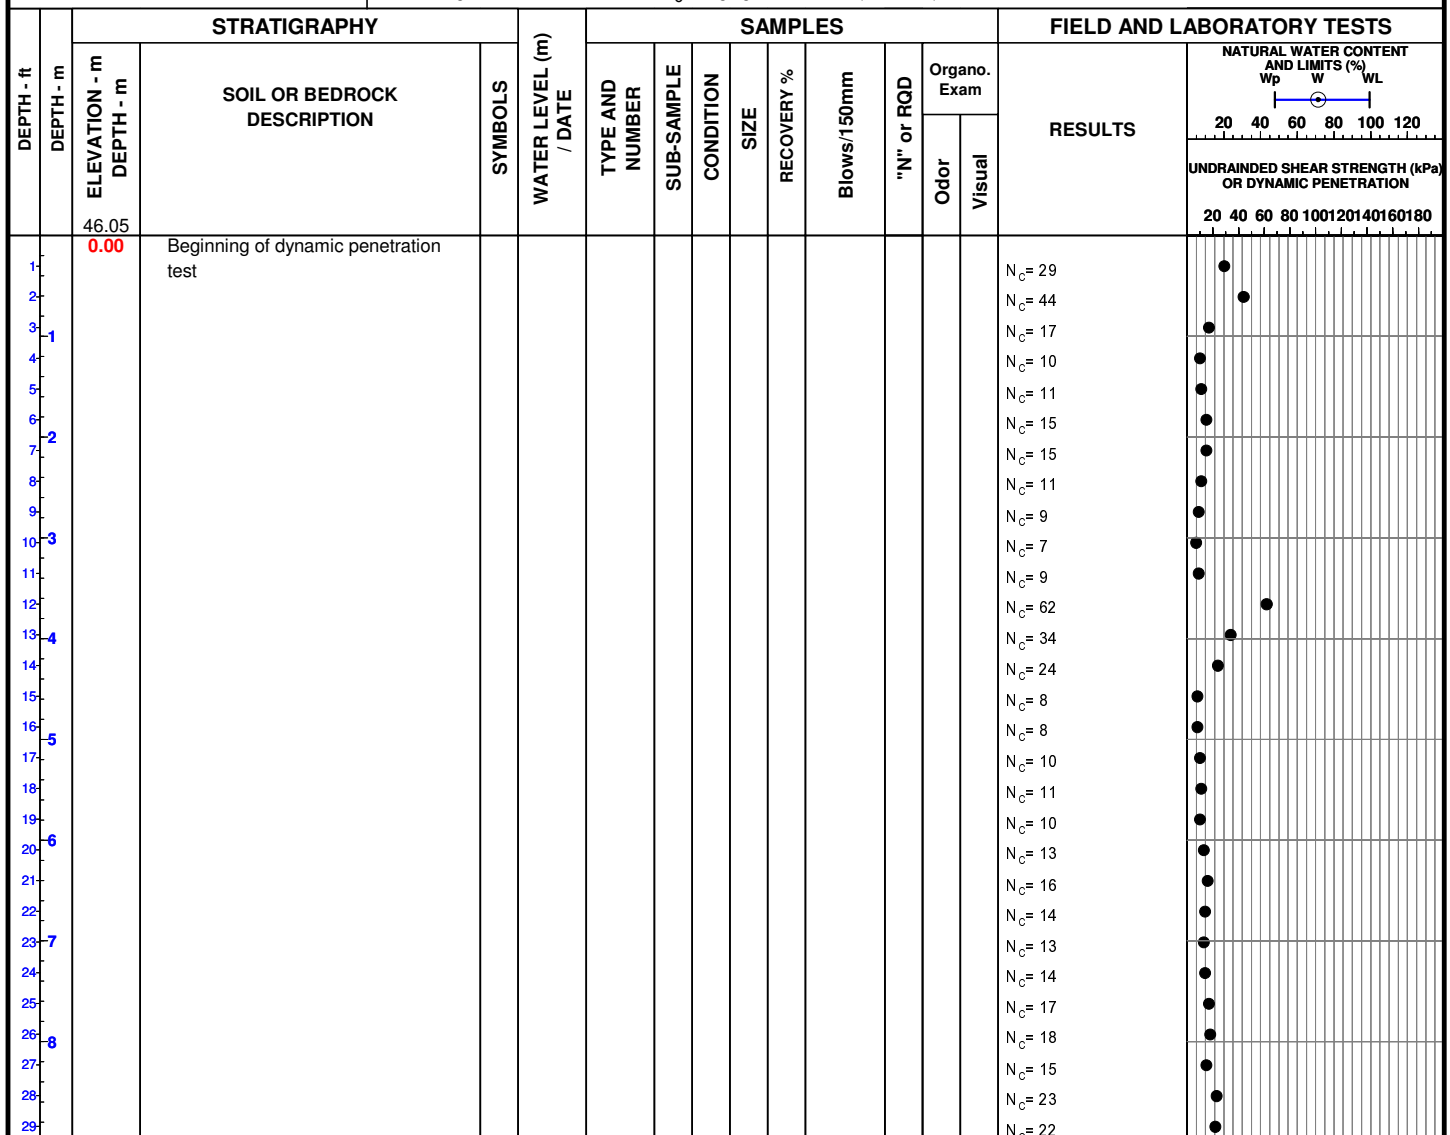 STRATIGRAPHY
SAMPLES
FIELD AND LABORATORY TESTS
DEPTH - ft
DEPTH - m
ELEVATION - m
DEPTH - m
46.05
SOIL OR BEDROCK
DESCRIPTION
SYMBOLS
WATER LEVEL (m)
/ DATE
TYPE AND
NUMBER
SUB-SAMPLE
CONDITION
SIZE
RECOVERY %
Blows/150mm
"N" or RQD
Organo.
Exam
Odor
Visual
RESULTS
NATURAL WATER CONTENT
AND LIMITS (%)
Wp W WL
20 40 60 80 100 120
UNDRAINDED SHEAR STRENGTH (kPa)
OR DYNAMIC PENETRATION
20 40 60 80 100 120 140 160 180
0.00
Beginning of dynamic penetration
test
1 NC= 29
2 NC= 44
3 NC= 17
1
4 NC= 10
5 NC= 11
6 NC= 15
2
7 NC= 15
8 NC= 11
9 NC= 9
3
10 NC= 7
11 NC= 9
12 NC= 62
13 NC= 34
4
14 NC= 24
15 NC= 8
16 NC= 8
5
17 NC= 10
18 NC= 11
19 NC= 10
6
20 NC= 13
21 NC= 16
22 NC= 14
23 7 NC= 13
24 NC= 14
25 NC= 17
26 NC= 18
8
27 NC= 15
28 NC= 23
29 NC= 22